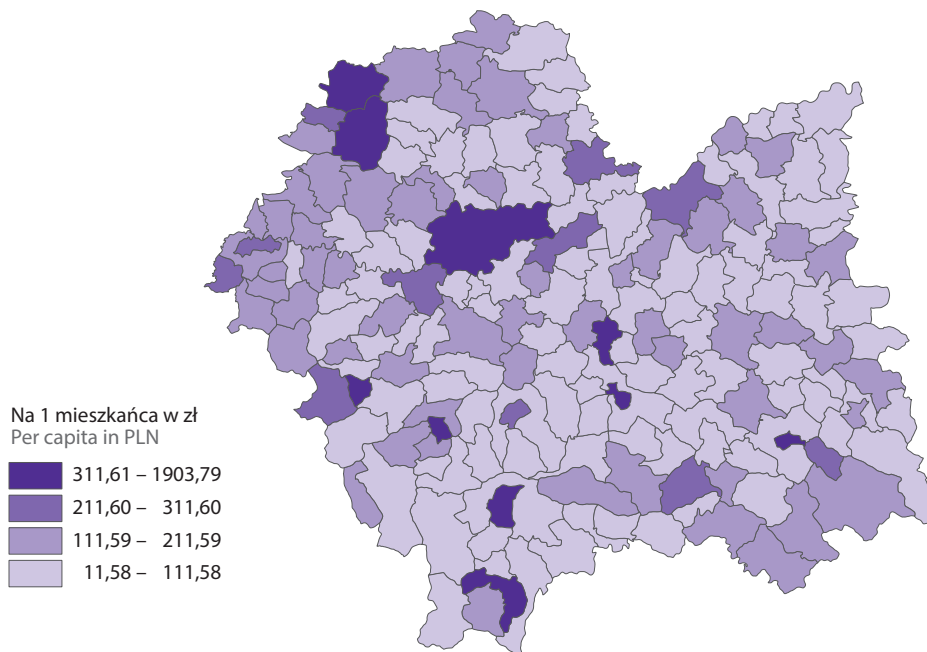 Na 1 mieszkańca w zł
Per capita in PLN
311,61 – 1903,79
211,60 – 311,60
111,59 – 211,59
11,58 – 111,58